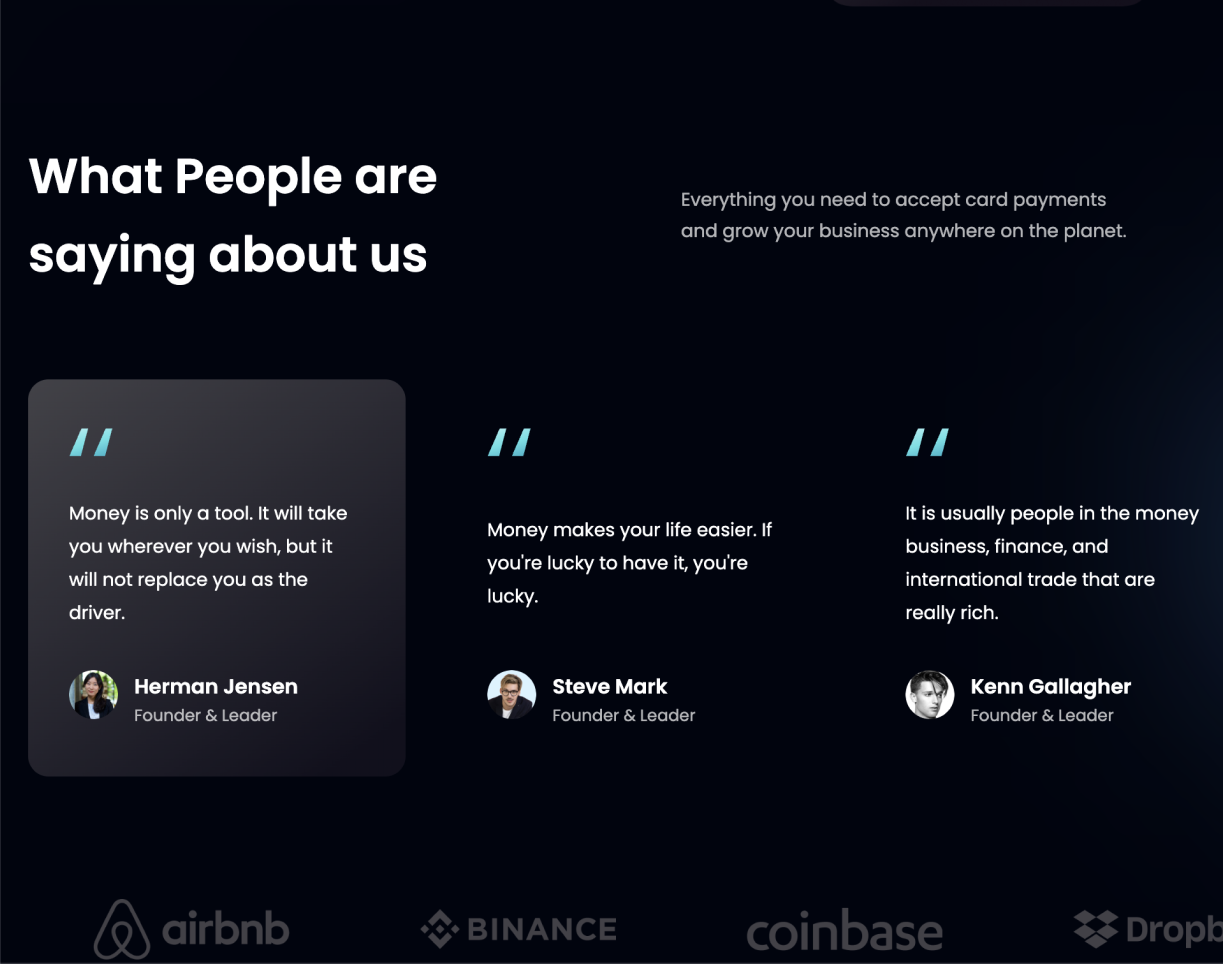 What People are
saying about us
Everything you need to accept card payments
and grow your business anywhere on the planet.
Money is only a tool. It will take
you wherever you wish, but it
will not replace you as the
driver.
Herman Jensen
Founder & Leader
Money makes your life easier. If
you're lucky to have it, you're
lucky.
Steve Mark
Founder & Leader
It is usually people in the money
business, finance, and
international trade that are
really rich.
Kenn Gallagher
Founder & Leader
airbnb
BINANCE
coinbase
Dropb